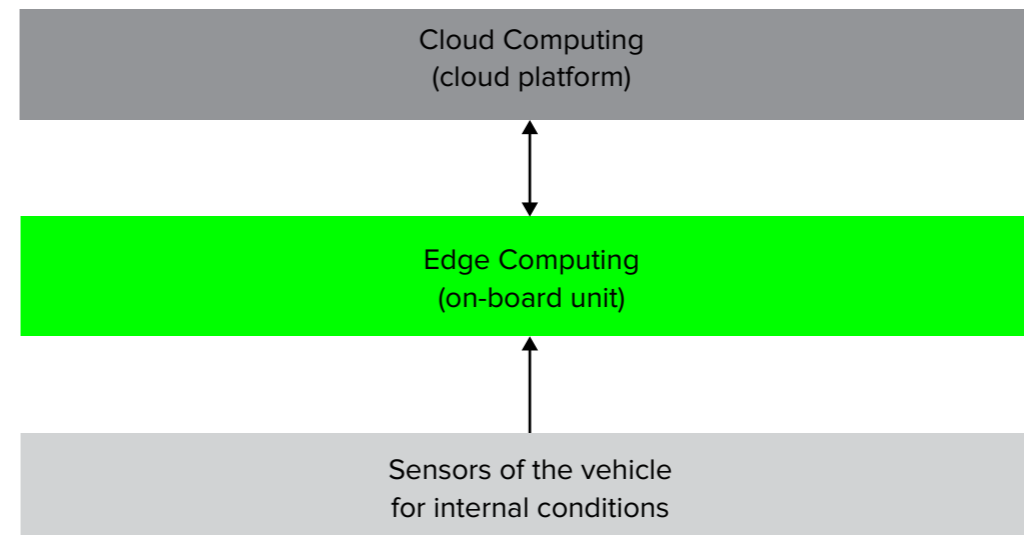 Cloud Computing
(cloud platform)
Edge Computing
(on-board unit)
Sensors of the vehicle
for internal conditions